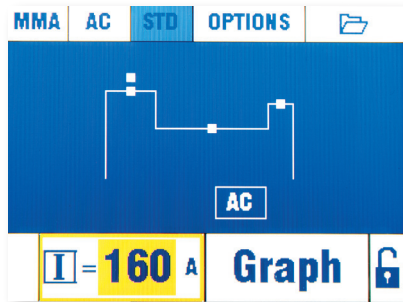 MMA AC STD OPTIONS
AC
I = 160 A Graph